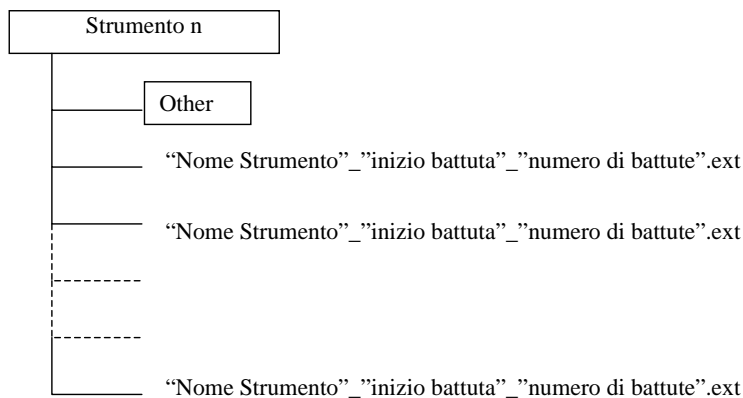 Strumento n
Other
“Nome Strumento”_”inizio battuta”_”numero di battute”.ext
“Nome Strumento”_”inizio battuta”_”numero di battute”.ext
“Nome Strumento”_”inizio battuta”_”numero di battute”.ext